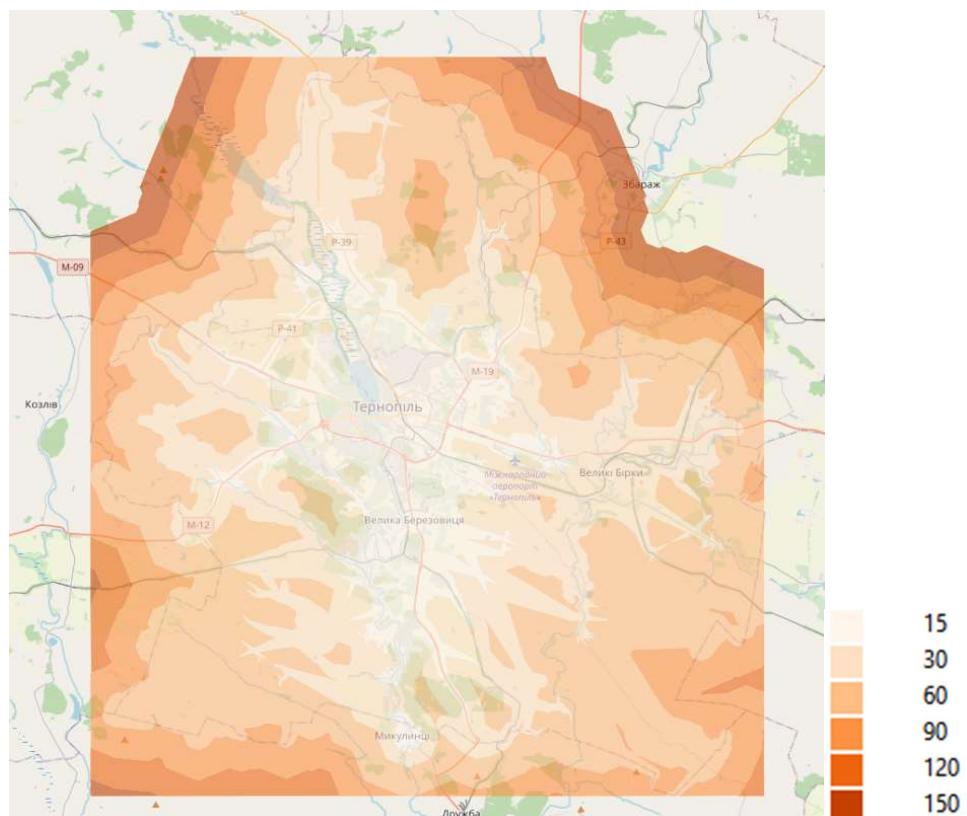 Збараж
Р-39
Р-43
М-09
Р-41
М-19
Козлів
Тернопіль
Міжнародний
аеропорт
«Тернопіль»
Великі Бірки
М-12
Велика Березовиця
Микулинці
Дружба
15
30
60
90
120
150